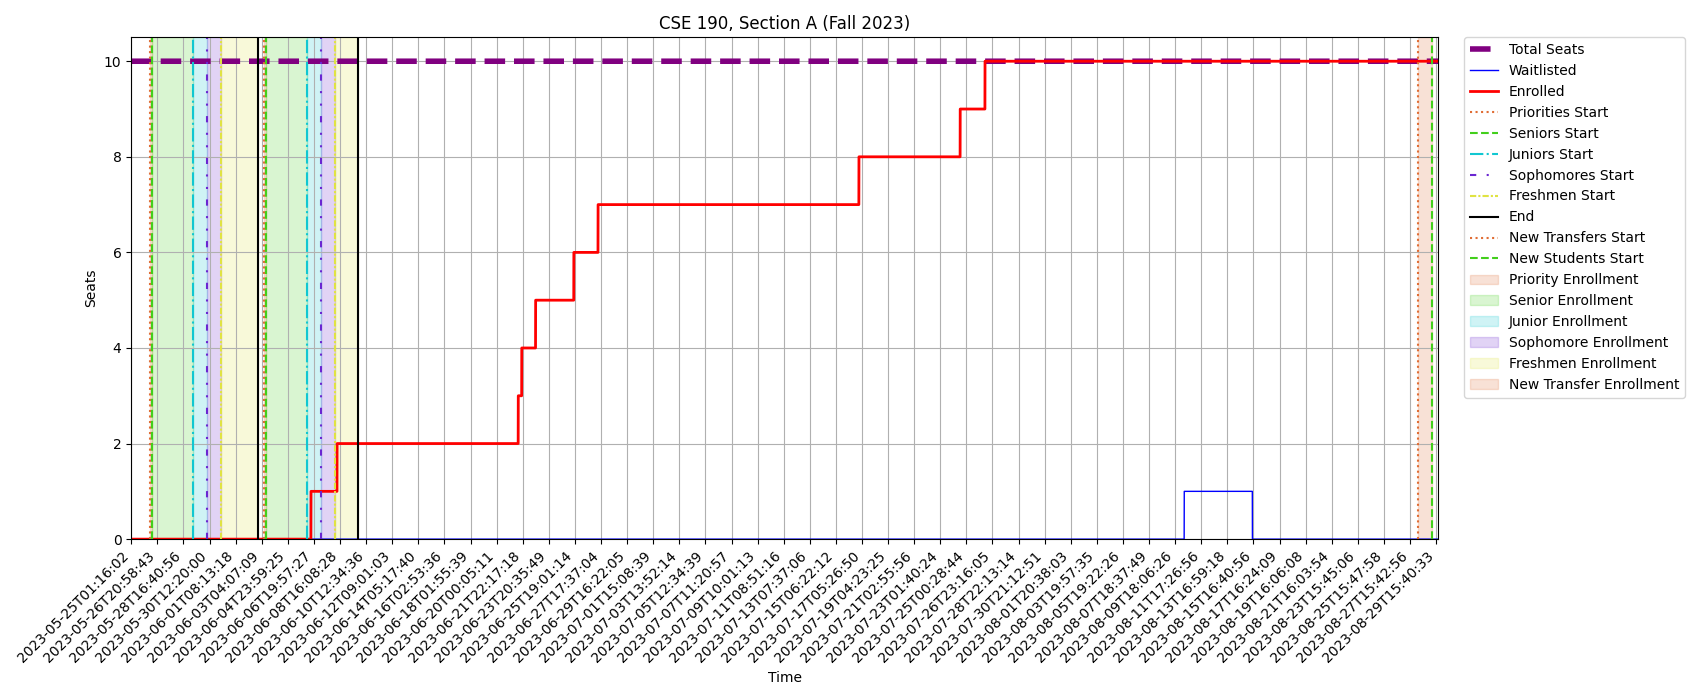 CSE 190, Section A (Fall 2023)
Seats
10
8
6
4
2
0
2023-05-25T01:16:02
2023-05-26T20:58:43
2023-05-28T16:40:56
2023-05-30T12:20:00
2023-06-01T08:13:18
2023-06-03T04:07:09
2023-06-04T23:59:25
2023-06-06T19:57:27
2023-06-08T16:08:28
2023-06-10T12:34:36
2023-06-12T09:01:03
2023-06-14T05:17:40
2023-06-16T02:53:36
2023-06-18T01:55:39
2023-06-20T00:05:11
2023-06-21T22:17:18
2023-06-23T20:35:49
2023-06-25T19:01:14
2023-06-27T17:37:04
2023-06-29T16:22:05
2023-07-01T15:08:39
2023-07-03T13:52:14
2023-07-05T12:34:39
2023-07-07T11:20:57
2023-07-09T10:01:13
2023-07-11T08:51:16
2023-07-13T07:37:06
2023-07-15T06:22:12
2023-07-17T05:26:50
2023-07-19T04:23:25
2023-07-21T02:55:56
2023-07-23T01:40:24
2023-07-25T00:28:44
2023-07-26T23:16:05
2023-07-28T22:13:14
2023-07-30T21:12:51
2023-08-01T20:38:03
2023-08-03T19:57:35
2023-08-05T19:22:26
2023-08-07T18:37:49
2023-08-09T18:06:26
2023-08-11T17:26:56
2023-08-13T16:59:18
2023-08-15T16:40:56
2023-08-17T16:24:09
2023-08-19T16:06:08
2023-08-21T16:03:54
2023-08-23T15:45:06
2023-08-25T15:47:58
2023-08-27T15:42:56
2023-08-29T15:40:33
Time
Total Seats
Waitlisted
Enrolled
Priorities Start
Seniors Start
Juniors Start
Sophomores Start
Freshmen Start
End
New Transfers Start
New Students Start
Priority Enrollment
Senior Enrollment
Junior Enrollment
Sophomore Enrollment
Freshmen Enrollment
New Transfer Enrollment